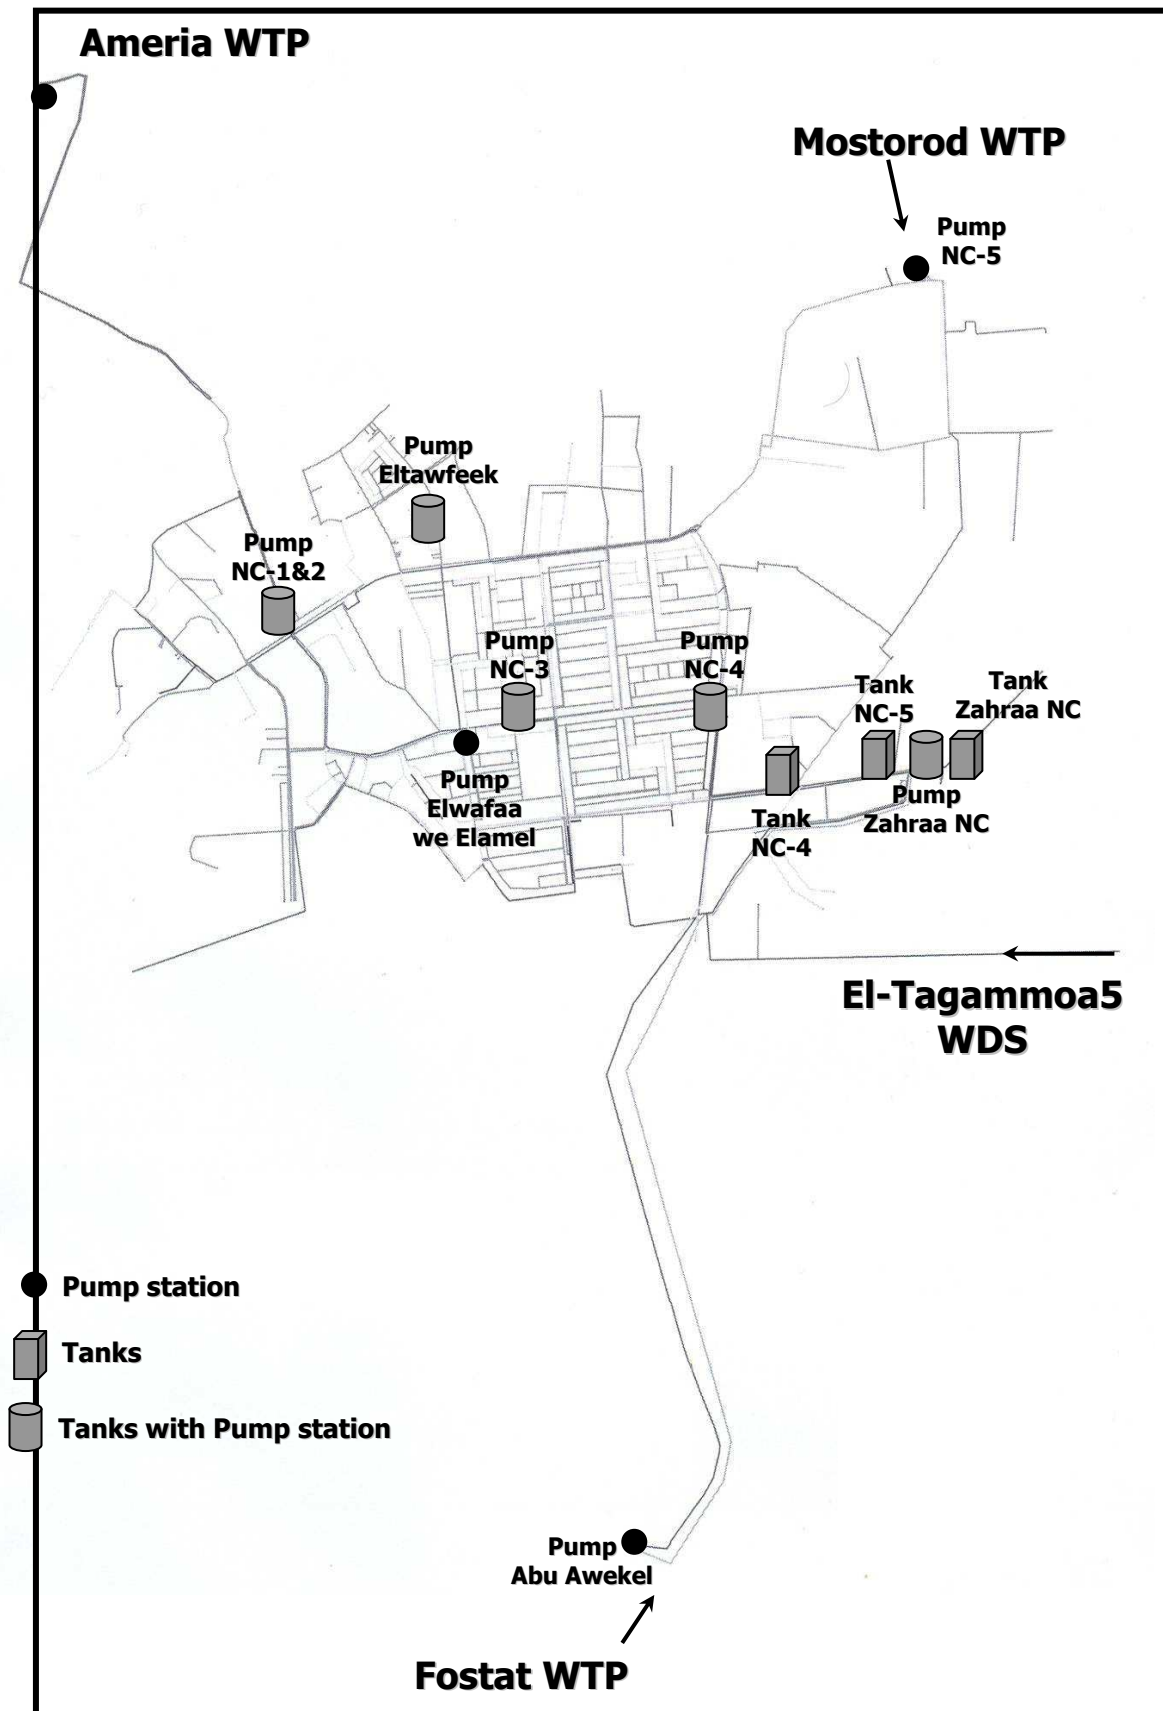 Ameria WTP
Mostorod WTP
Pump
NC-5
Pump
Eltawfeek
Pump
NC-1&2
Pump
NC-3
Pump
NC-4
Tank
NC-5
Tank
Zahraa NC
Pump
Elwafaa
we Elamel
Tank
NC-4
Pump
Zahraa NC
El-Tagammoa5
WDS
Pump station
Tanks
Tanks with Pump station
Pump
Abu Awekel
Fostat WTP